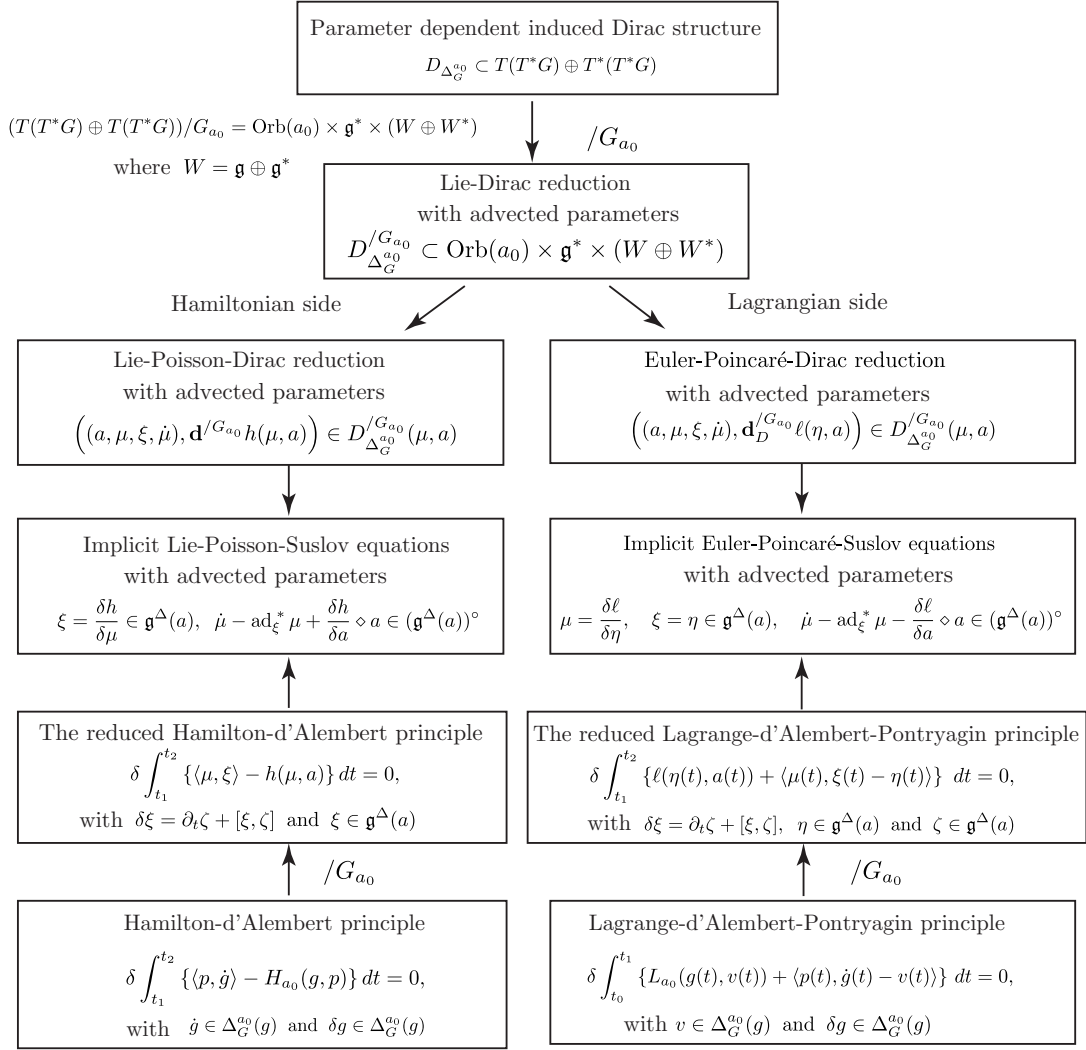 Parameter dependent induced Dirac structure
$D_{\Delta_G^{a_0}} \subset T(T^*G) \oplus T^*(T^*G)$
$(T(T^*G) \oplus T(T^*G))/G_{a_0} = \mathrm{Orb}(a_0) \times \mathfrak{g}^* \times (W \oplus W^*)$
where $W = \mathfrak{g} \oplus \mathfrak{g}^*$
$/G_{a_0}$
Lie-Dirac reduction
with advected parameters
$D_{\Delta_G^{a_0}}^{/G_{a_0}} \subset \mathrm{Orb}(a_0) \times \mathfrak{g}^* \times (W \oplus W^*)$
Hamiltonian side
Lagrangian side
Lie-Poisson-Dirac reduction
with advected parameters
$\left((a, \mu, \xi, \dot{\mu}), \mathbf{d}^{/G_{a_0}} h(\mu, a)\right) \in D_{\Delta_G^{a_0}}^{/G_{a_0}}(\mu, a)$
Euler-Poincaré-Dirac reduction
with advected parameters
$\left((a, \mu, \xi, \dot{\mu}), \mathbf{d}_D^{/G_{a_0}} \ell(\eta, a)\right) \in D_{\Delta_G^{a_0}}^{/G_{a_0}}(\mu, a)$
Implicit Lie-Poisson-Suslov equations
with advected parameters
$\xi = \frac{\delta h}{\delta \mu} \in \mathfrak{g}^\Delta(a), \ \dot{\mu} - \mathrm{ad}_\xi^* \mu + \frac{\delta h}{\delta a} \diamond a \in (\mathfrak{g}^\Delta(a))^\circ$
Implicit Euler-Poincaré-Suslov equations
with advected parameters
$\mu = \frac{\delta \ell}{\delta \eta}, \quad \xi = \eta \in \mathfrak{g}^\Delta(a), \quad \dot{\mu} - \mathrm{ad}_\xi^* \mu - \frac{\delta \ell}{\delta a} \diamond a \in (\mathfrak{g}^\Delta(a))^\circ$
The reduced Hamilton-d'Alembert principle
$\delta \int_{t_1}^{t_2} \{\langle \mu, \xi \rangle - h(\mu, a)\} \, dt = 0,$
with $\delta \xi = \partial_t \zeta + [\xi, \zeta]$ and $\xi \in \mathfrak{g}^\Delta(a)$
The reduced Lagrange-d'Alembert-Pontryagin principle
$\delta \int_{t_1}^{t_2} \{\ell(\eta(t), a(t)) + \langle \mu(t), \xi(t) - \eta(t) \rangle\} \ dt = 0,$
with $\delta \xi = \partial_t \zeta + [\xi, \zeta], \ \eta \in \mathfrak{g}^\Delta(a)$ and $\zeta \in \mathfrak{g}^\Delta(a)$
$/G_{a_0}$
$/G_{a_0}$
Hamilton-d'Alembert principle
$\delta \int_{t_1}^{t_2} \{\langle p, \dot{g} \rangle - H_{a_0}(g, p)\} \, dt = 0,$
with $\dot{g} \in \Delta_G^{a_0}(g)$ and $\delta g \in \Delta_G^{a_0}(g)$
Lagrange-d'Alembert-Pontryagin principle
$\delta \int_{t_0}^{t_1} \{L_{a_0}(g(t), v(t)) + \langle p(t), \dot{g}(t) - v(t) \rangle\} \ dt = 0,$
with $v \in \Delta_G^{a_0}(g)$ and $\delta g \in \Delta_G^{a_0}(g)$